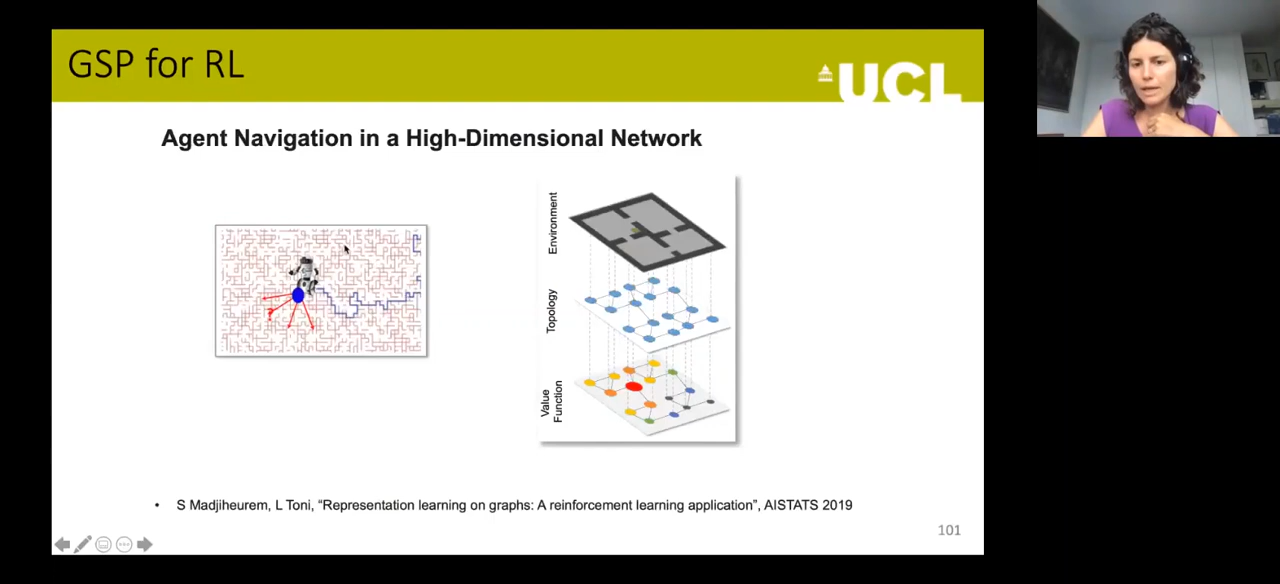 GSP for RL
UCL
Agent Navigation in a High-Dimensional Network
?
Environment
Topology
Value
Function
• S Madjiheurem, L Toni, “Representation learning on graphs: A reinforcement learning application”, AISTATS 2019
101